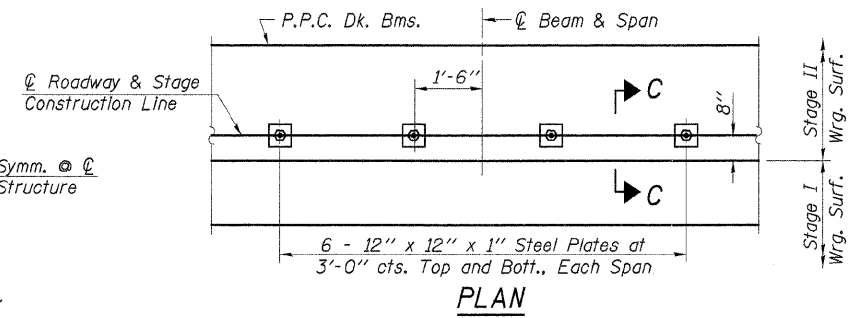 P.P.C. Dk. Bms.
℄ Beam & Span
℄ Roadway & Stage
Construction Line
1'-6"
C
8"
Stage II
Wrg. Surf.
Symm. @ ℄
Structure
C
Stage I
Wrg. Surf.
6 - 12" x 12" x 1" Steel Plates at
3'-0" cts. Top and Bott., Each Span
PLAN